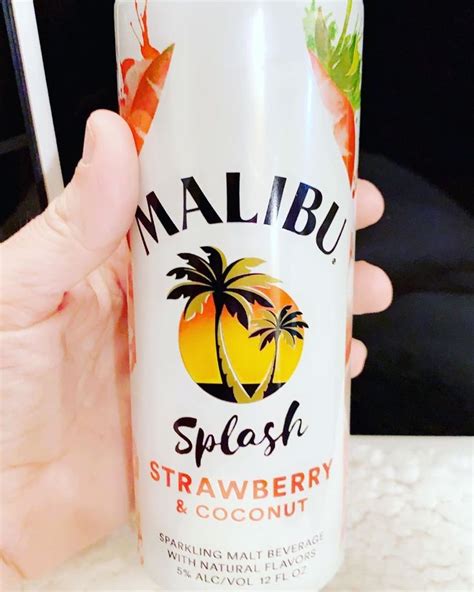 MALIBU®
Splash
STRAWBERRY
& COCONUT
SPARKLING MALT BEVERAGE
WITH NATURAL FLAVORS
5% ALC/VOL 12 FL OZ